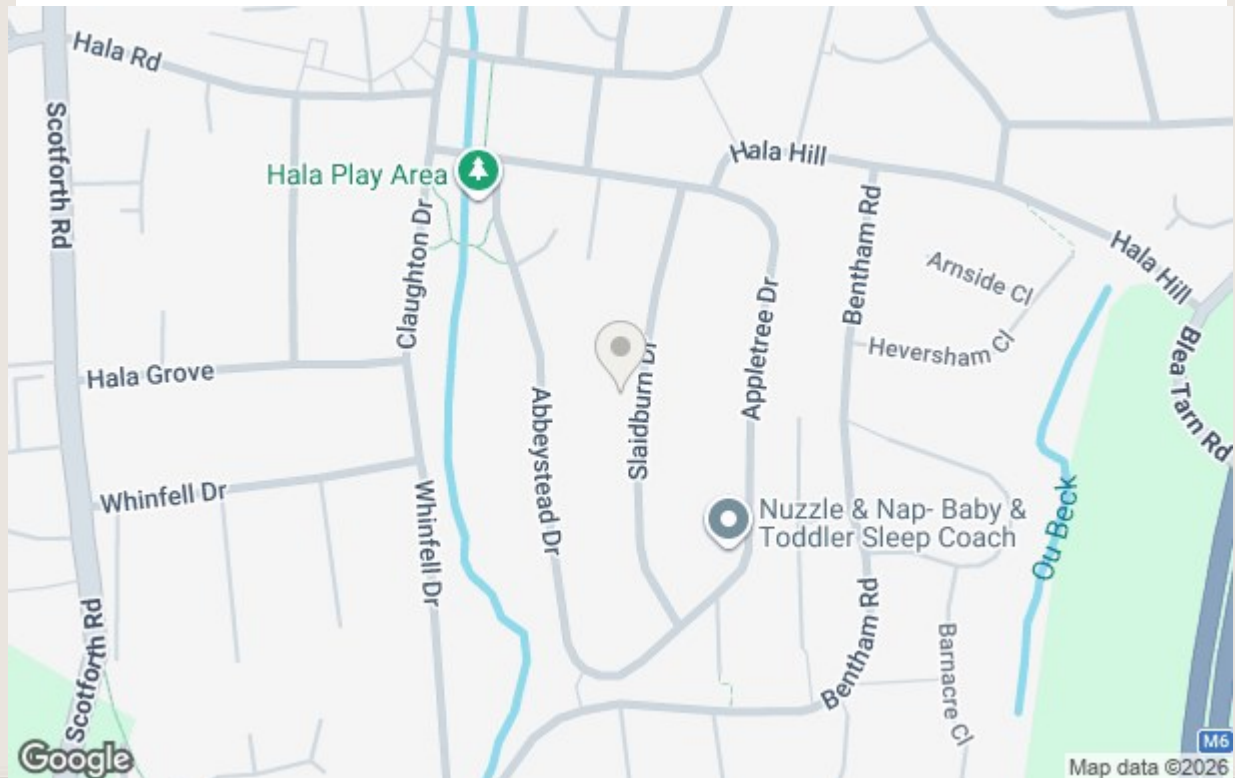 Hala Rd
Scotforth Rd
Hala Play Area
Claughton Dr
Hala Hill
Bentham Rd
Arnside Cl
Hala Hill
Heversham Cl
Blea Tarn Rd
Hala Grove
Abbeystead Dr
Slaidburn Dr
Appletree Dr
Whinfell Dr
Whinfell Dr
Nuzzle & Nap- Baby &
Toddler Sleep Coach
Ou Beck
Scotforth Rd
Bentham Rd
Barnacre Cl
M6
Google
Map data ©2026